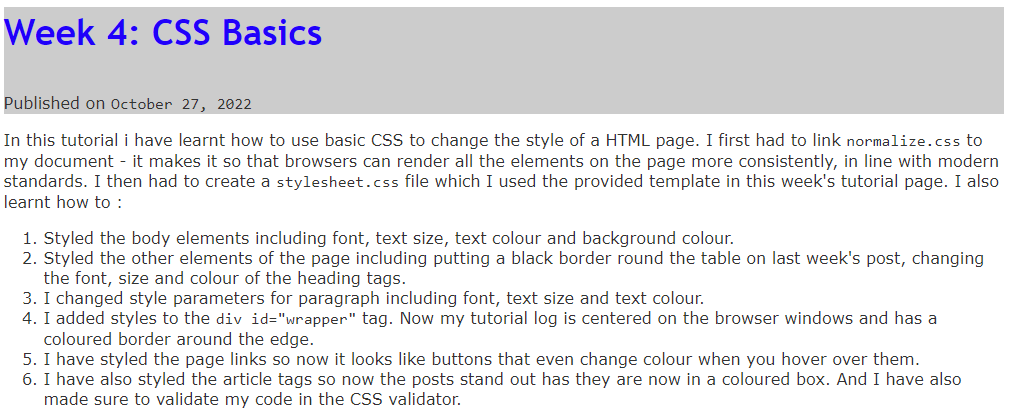 Week 4: CSS Basics
Published on October 27, 2022
In this tutorial i have learnt how to use basic CSS to change the style of a HTML page. I first had to link normalize.css to
my document - it makes it so that browsers can render all the elements on the page more consistently, in line with modern
standards. I then had to create a stylesheet.css file which I used the provided template in this week's tutorial page. I also
learnt how to :
1. Styled the body elements including font, text size, text colour and background colour.
2. Styled the other elements of the page including putting a black border round the table on last week's post, changing
the font, size and colour of the heading tags.
3. I changed style parameters for paragraph including font, text size and text colour.
4. I added styles to the div id="wrapper" tag. Now my tutorial log is centered on the browser windows and has a
coloured border around the edge.
5. I have styled the page links so now it looks like buttons that even change colour when you hover over them.
6. I have also styled the article tags so now the posts stand out has they are now in a coloured box. And I have also
made sure to validate my code in the CSS validator.